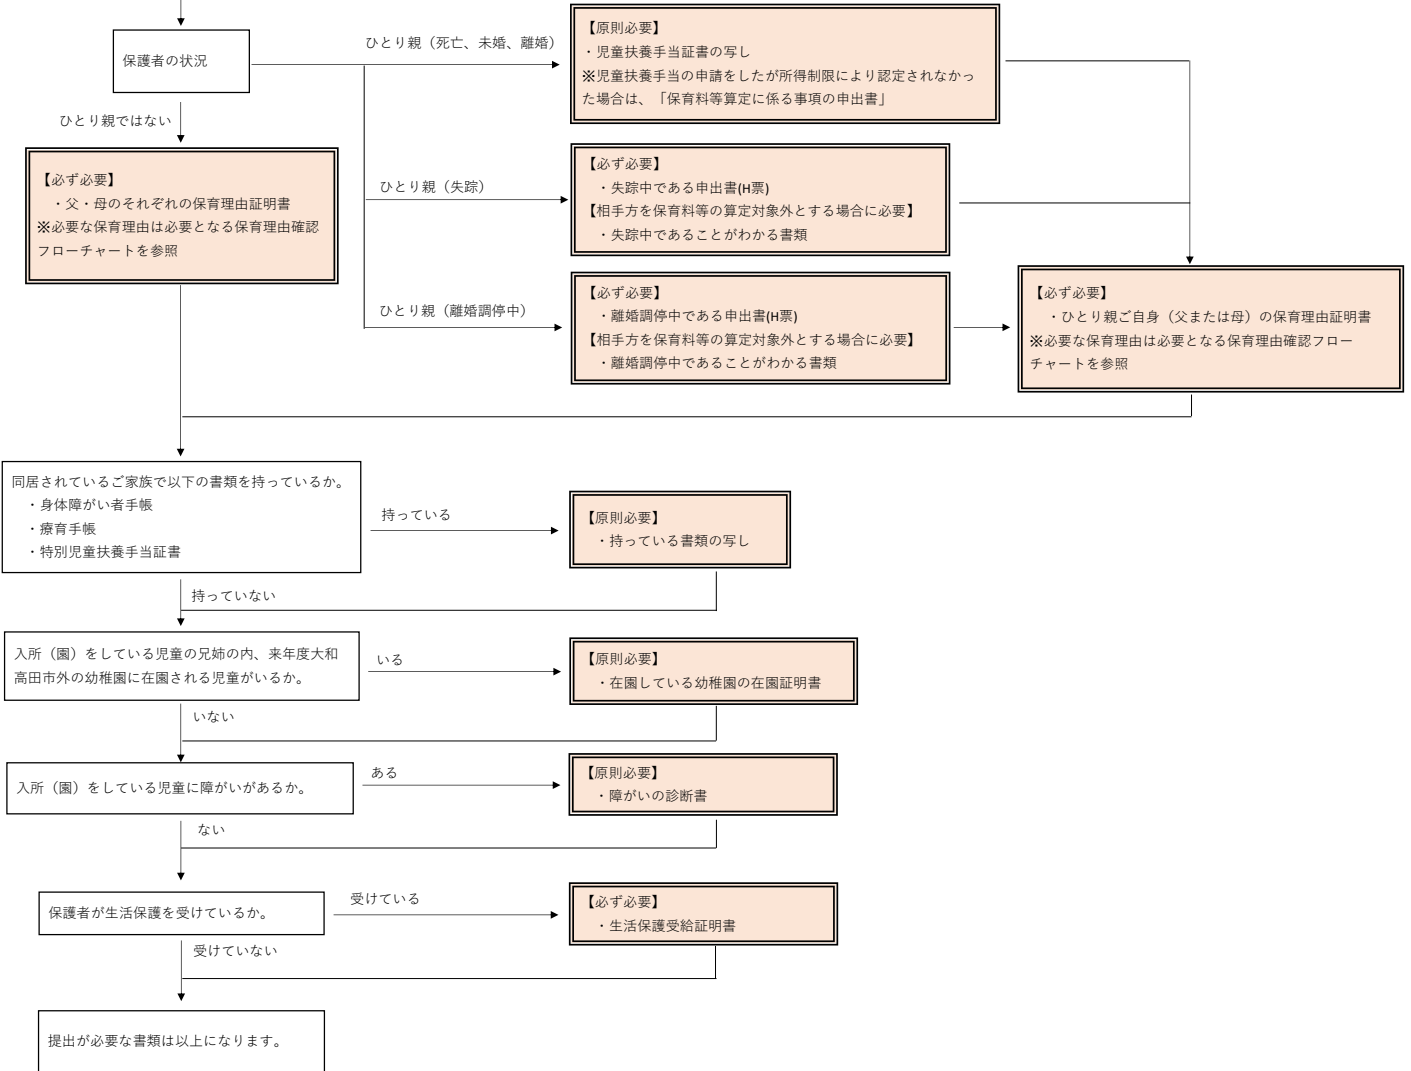 保護者の状況
ひとり親（死亡、未婚、離婚）
【原則必要】
・児童扶養手当証書の写し
※児童扶養手当の申請をしたが所得制限により認定されなかっ
た場合は、「保育料等算定に係る事項の申出書」
ひとり親ではない
【必ず必要】
・父・母のそれぞれの保育理由証明書
※必要な保育理由は必要となる保育理由確認
フローチャートを参照
ひとり親（失踪）
【必ず必要】
・失踪中である申出書(H票)
【相手方を保育料等の算定対象外とする場合に必要】
・失踪中であることがわかる書類
ひとり親（離婚調停中）
【必ず必要】
・離婚調停中である申出書(H票)
【相手方を保育料等の算定対象外とする場合に必要】
・離婚調停中であることがわかる書類
【必ず必要】
・ひとり親ご自身（父または母）の保育理由証明書
※必要な保育理由は必要となる保育理由確認フロー
チャートを参照
同居されているご家族で以下の書類を持っているか。
・身体障がい者手帳
・療育手帳
・特別児童扶養手当証書
持っている
【原則必要】
・持っている書類の写し
持っていない
入所（園）をしている児童の兄姉の内、来年度大和
高田市外の幼稚園に在園される児童がいるか。
いる
【原則必要】
・在園している幼稚園の在園証明書
いない
入所（園）をしている児童に障がいがあるか。
ある
【原則必要】
・障がいの診断書
ない
保護者が生活保護を受けているか。
受けている
【必ず必要】
・生活保護受給証明書
受けていない
提出が必要な書類は以上になります。